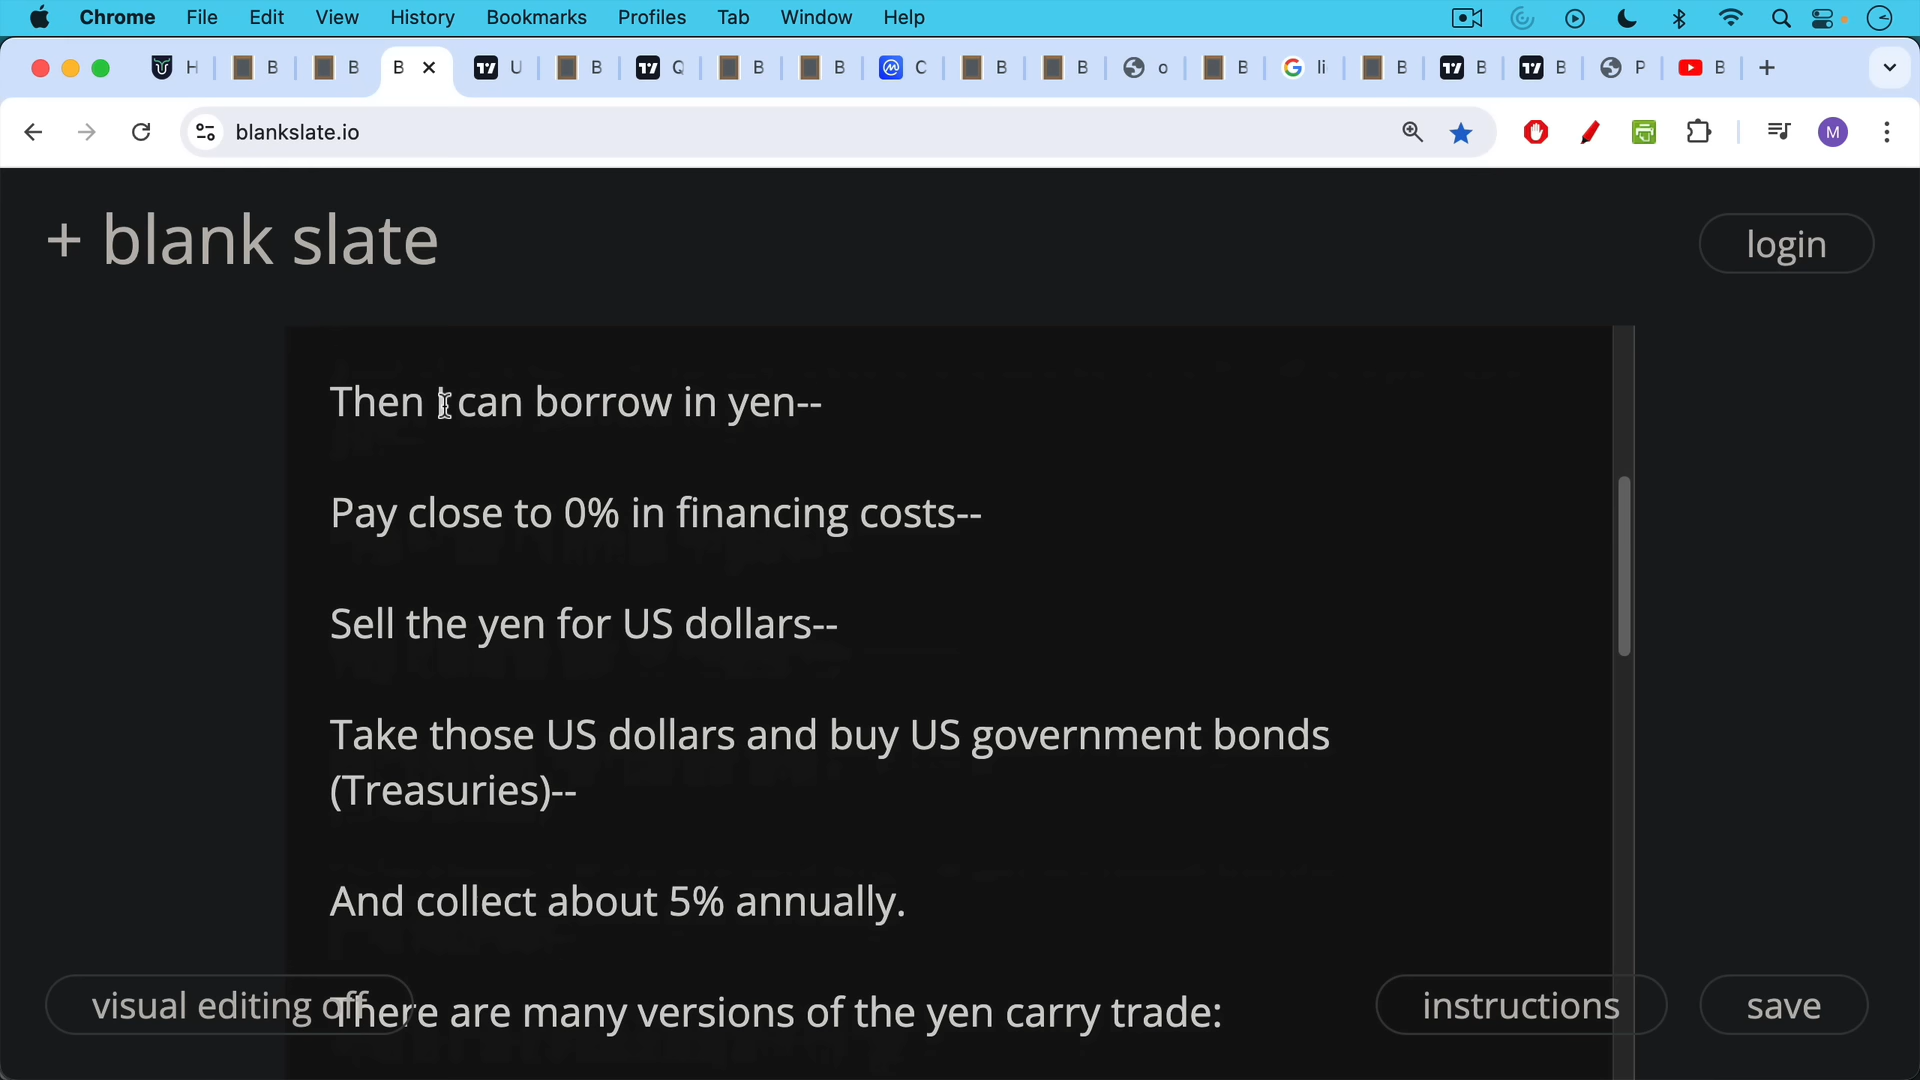 Chrome File Edit View History Bookmarks Profiles Tab Window Help
H B B B U B Q B B C B B o B li B B B P B
blankslate.io
M
+ blank slate
login
Then I can borrow in yen--
Pay close to 0% in financing costs--
Sell the yen for US dollars--
Take those US dollars and buy US government bonds
(Treasuries)--
And collect about 5% annually.
There are many versions of the yen carry trade:
visual editing off
instructions
save